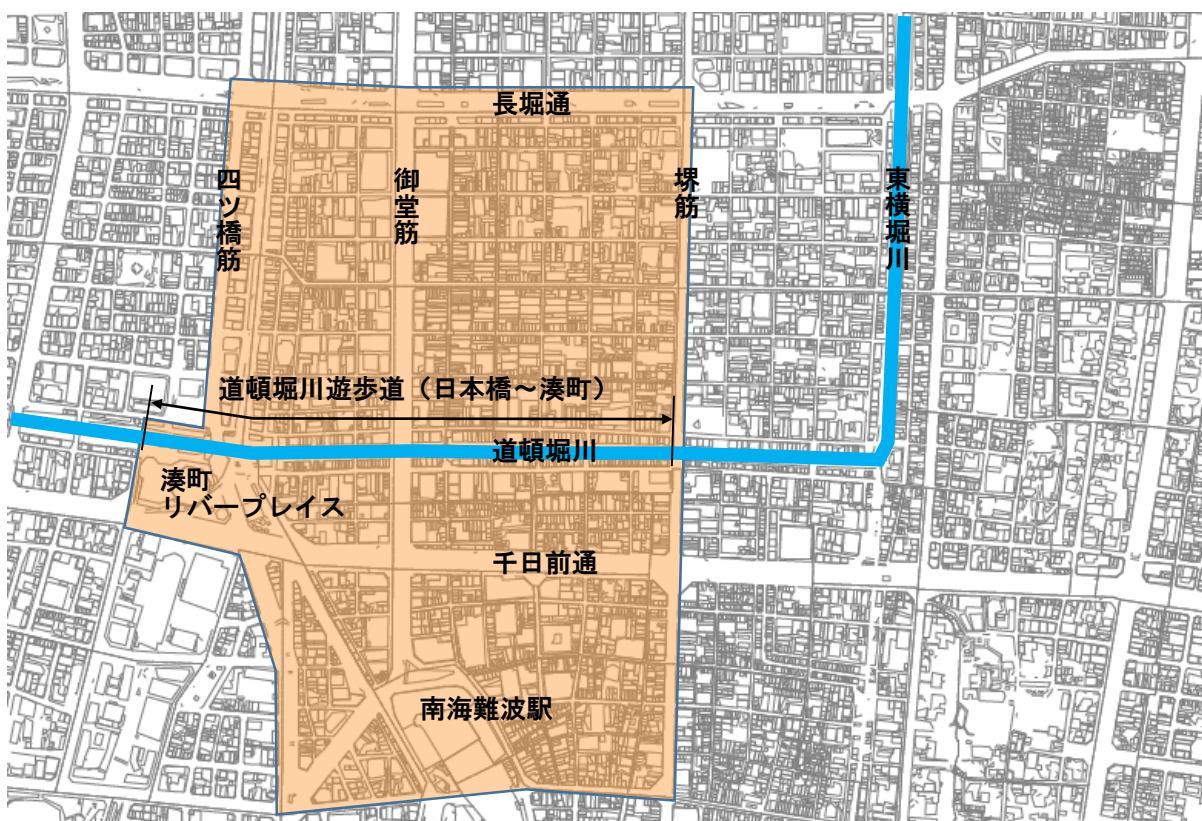 長堀通
四ツ橋筋
御堂筋
堺筋
東横堀川
道頓堀川遊歩道（日本橋～湊町）
道頓堀川
湊町
リバープレイス
千日前通
南海難波駅